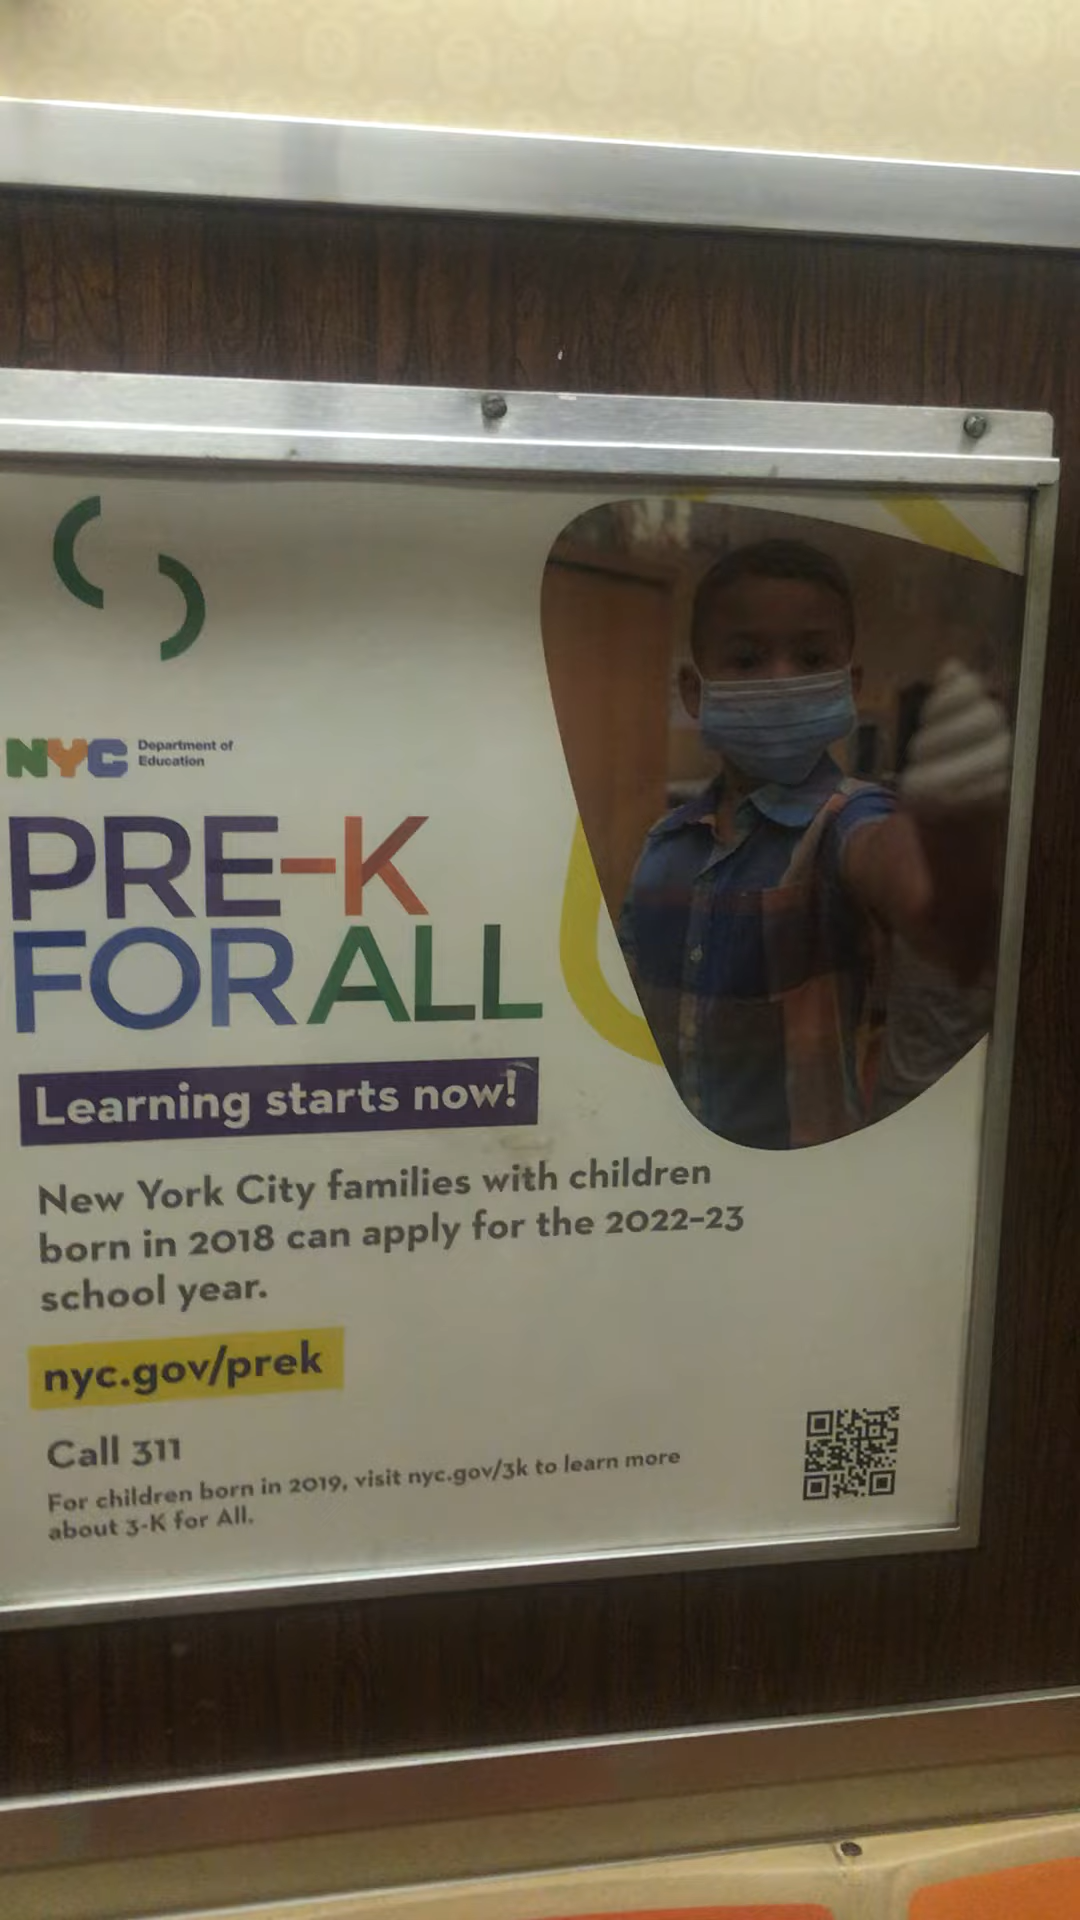 NYC Department of
Education
PRE-K
FOR ALL
Learning starts now!
New York City families with children
born in 2018 can apply for the 2022-23
school year.
nyc.gov/prek
Call 311
For children born in 2019, visit nyc.gov/3k to learn more
about 3-K for All.